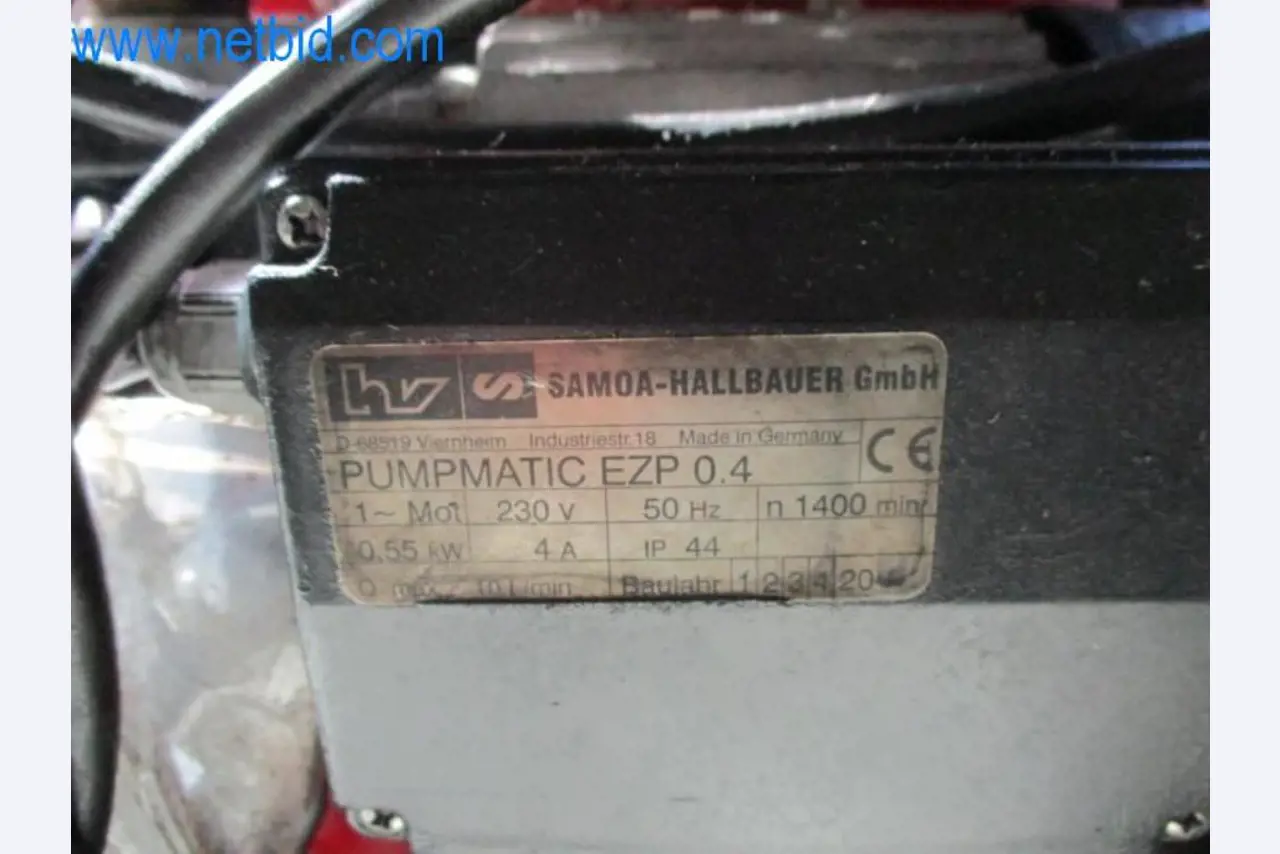 www.netbid.com
hv S SAMOA-HALLBAUER GmbH
D-68519 Viernheim Industriestr.18 Made in Germany
CE
PUMPMATIC EZP 0.4
1~ Mot 230 V 50 Hz n 1400 min
0,55 kW 4 A IP 44
Q max. 10 L/min Baujahr 1 2 3 4 20